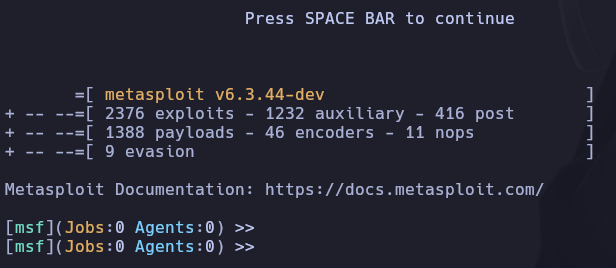 Press SPACE BAR to continue
=[ metasploit v6.3.44-dev ]
+ -- --=[ 2376 exploits - 1232 auxiliary - 416 post ]
+ -- --=[ 1388 payloads - 46 encoders - 11 nops ]
+ -- --=[ 9 evasion ]
Metasploit Documentation: https://docs.metasploit.com/
[msf](Jobs:0 Agents:0) >>
[msf](Jobs:0 Agents:0) >>